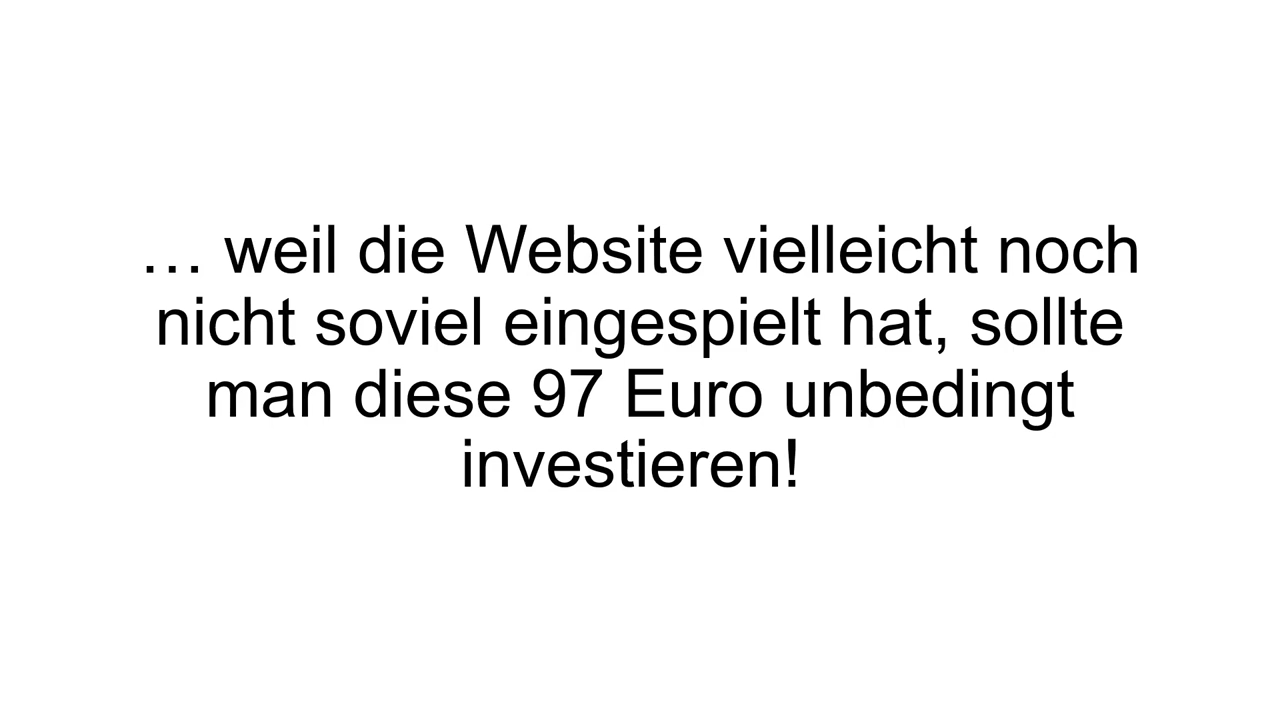 … weil die Website vielleicht noch
nicht soviel eingespielt hat, sollte
man diese 97 Euro unbedingt
investieren!